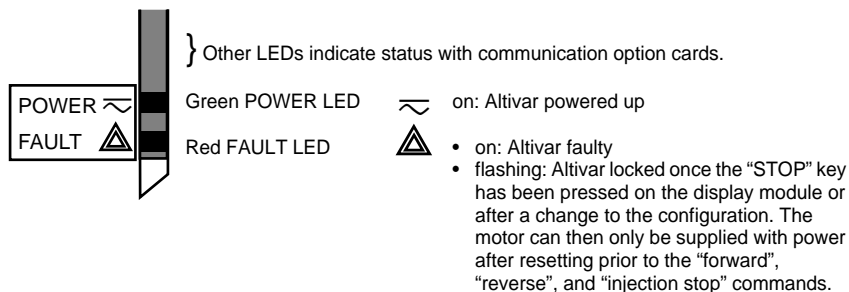 } Other LEDs indicate status with communication option cards.
POWER
FAULT
Green POWER LED
on: Altivar powered up
Red FAULT LED
• on: Altivar faulty
• flashing: Altivar locked once the “STOP” key
has been pressed on the display module or
after a change to the configuration. The
motor can then only be supplied with power
after resetting prior to the “forward”,
“reverse”, and “injection stop” commands.